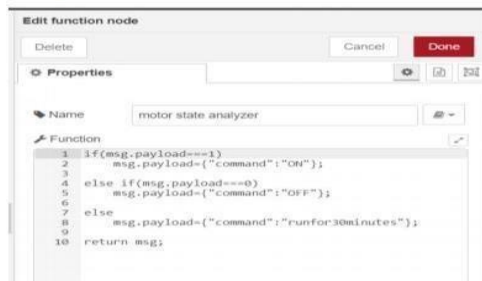 Edit function node
Delete Cancel Done
Properties
Name motor state analyzer
Function
1 if(msg.payload===1)
2 msg.payload={"command":"ON"};
3
4 else if(msg.payload===0)
5 msg.payload={"command":"OFF"};
6
7 else
8 msg.payload={"command":"runfor30minutes"};
9
10 return msg;